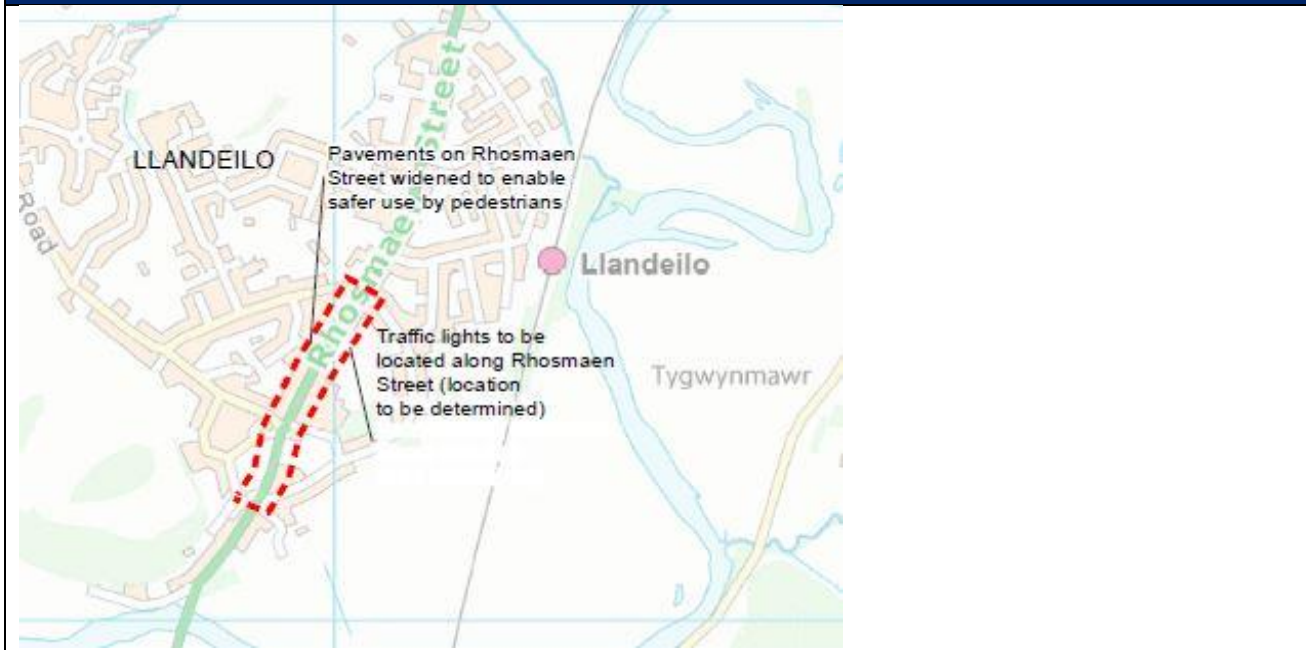 Rhosmaen Street
LLANDEILO
Pavements on Rhosmaen
Street widened to enable
safer use by pedestrians
Road
Llandeilo
Traffic lights to be
located along Rhosmaen
Street (location
to be determined)
Tygwynmawr